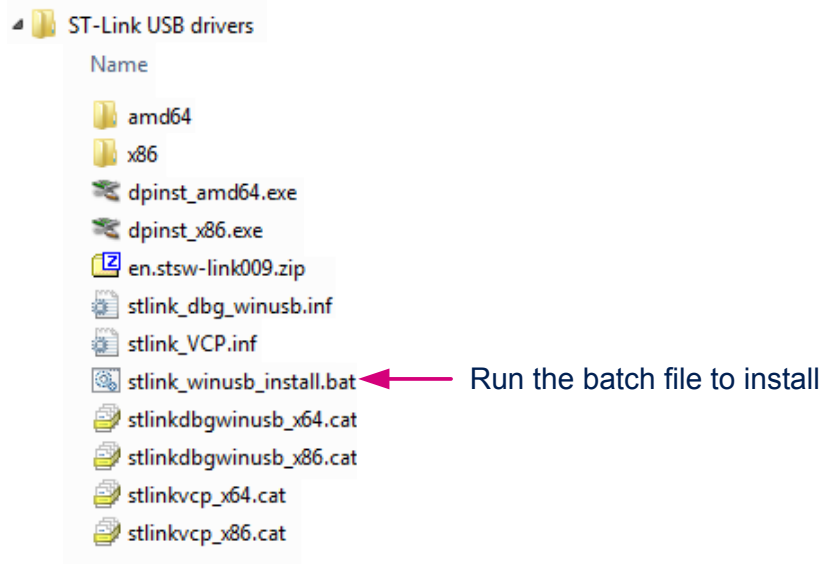 ST-Link USB drivers
Name
amd64
x86
dpinst_amd64.exe
dpinst_x86.exe
en.stsw-link009.zip
stlink_dbg_winusb.inf
stlink_VCP.inf
stlink_winusb_install.bat Run the batch file to install
stlinkdbgwinusb_x64.cat
stlinkdbgwinusb_x86.cat
stlinkvcp_x64.cat
stlinkvcp_x86.cat